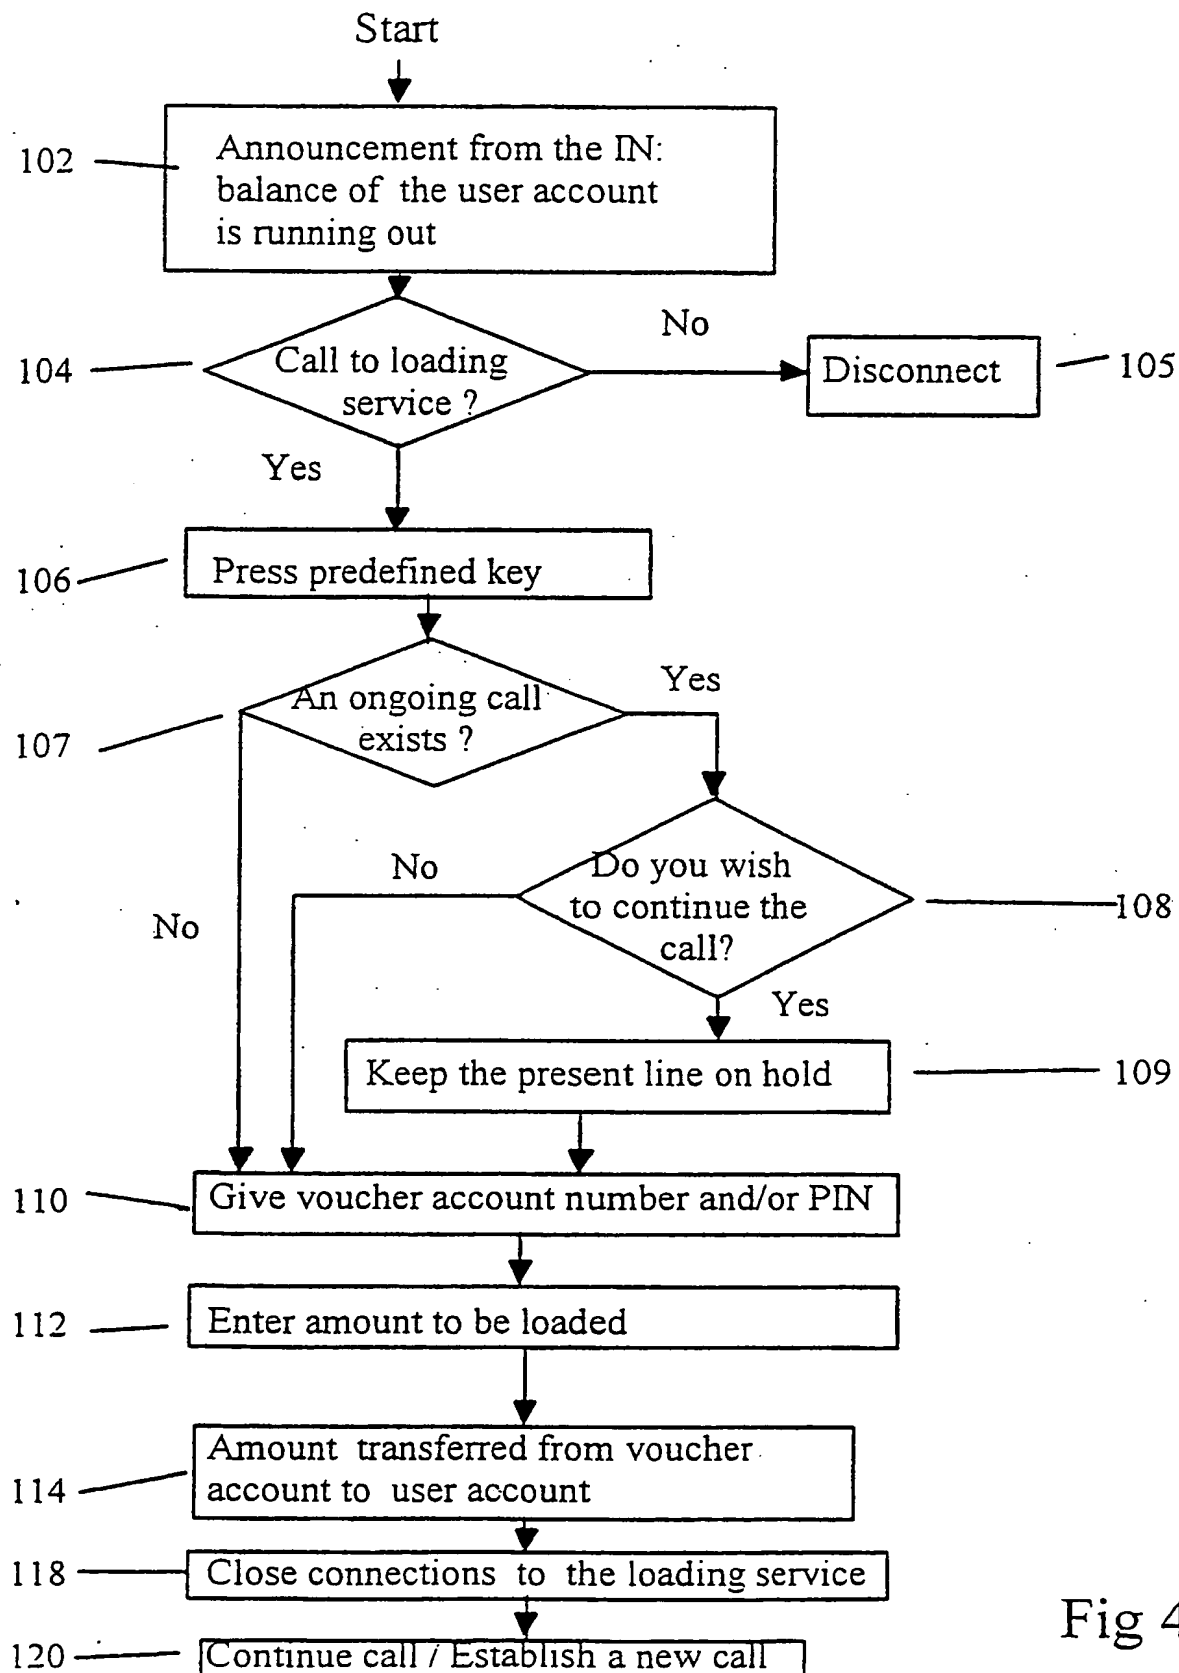 Start
102
Announcement from the IN:
balance of the user account
is running out
No
104
Call to loading
service ?
Disconnect
105
Yes
106
Press predefined key
Yes
107
An ongoing call
exists ?
No
Do you wish
to continue the
call?
108
No
Yes
Keep the present line on hold
109
110
Give voucher account number and/or PIN
112
Enter amount to be loaded
114
Amount transferred from voucher
account to user account
118
Close connections to the loading service
Fig 4
120
Continue call / Establish a new call